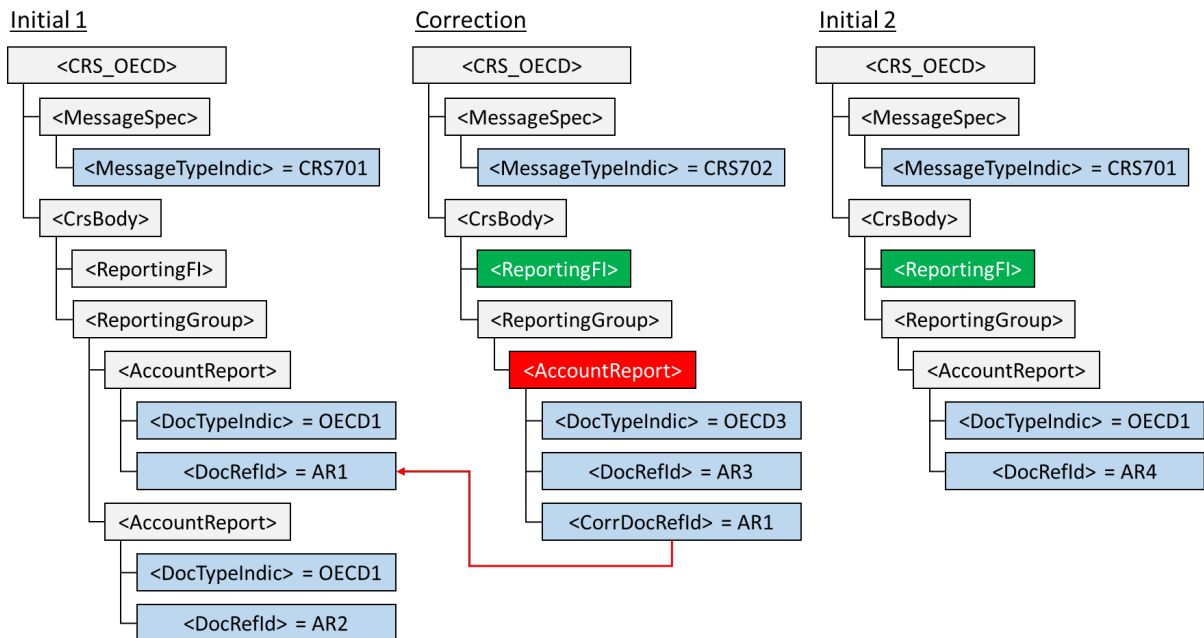 Initial 1
<CRS_OECD>
<MessageSpec>
<MessageTypeIndic> = CRS701
<CrsBody>
<ReportingFI>
<ReportingGroup>
<AccountReport>
<DocTypeIndic> = OECD1
<DocRefId> = AR1
<AccountReport>
<DocTypeIndic> = OECD1
<DocRefId> = AR2
Correction
<CRS_OECD>
<MessageSpec>
<MessageTypeIndic> = CRS702
<CrsBody>
<ReportingFI>
<ReportingGroup>
<AccountReport>
<DocTypeIndic> = OECD3
<DocRefId> = AR3
<CorrDocRefId> = AR1
Initial 2
<CRS_OECD>
<MessageSpec>
<MessageTypeIndic> = CRS701
<CrsBody>
<ReportingFI>
<ReportingGroup>
<AccountReport>
<DocTypeIndic> = OECD1
<DocRefId> = AR4